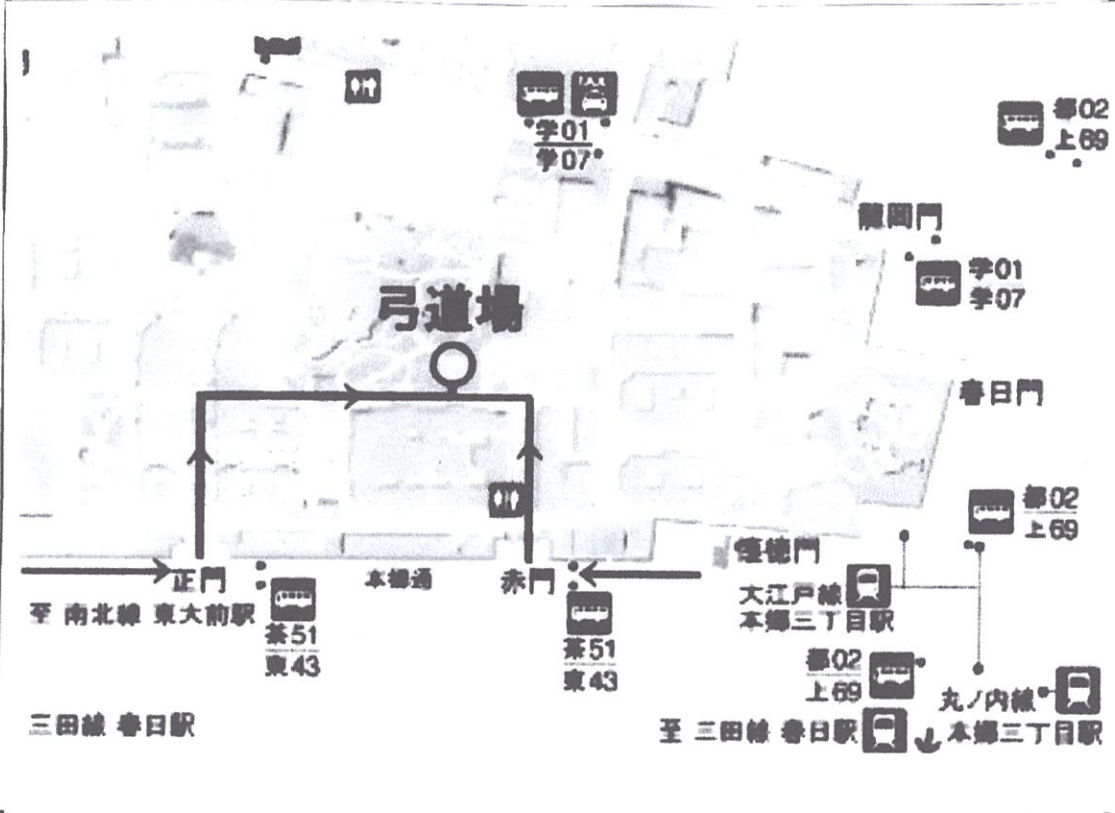 学01
学07
都02
上69
龍岡門
学01
学07
弓道場
春日門
都02
上69
懐徳門
正門
本郷通
赤門
大江戸線
本郷三丁目駅
至 南北線 東大前駅
茶51
東43
茶51
東43
都02
上69
丸ノ内線
本郷三丁目駅
三田線 春日駅
至 三田線 春日駅